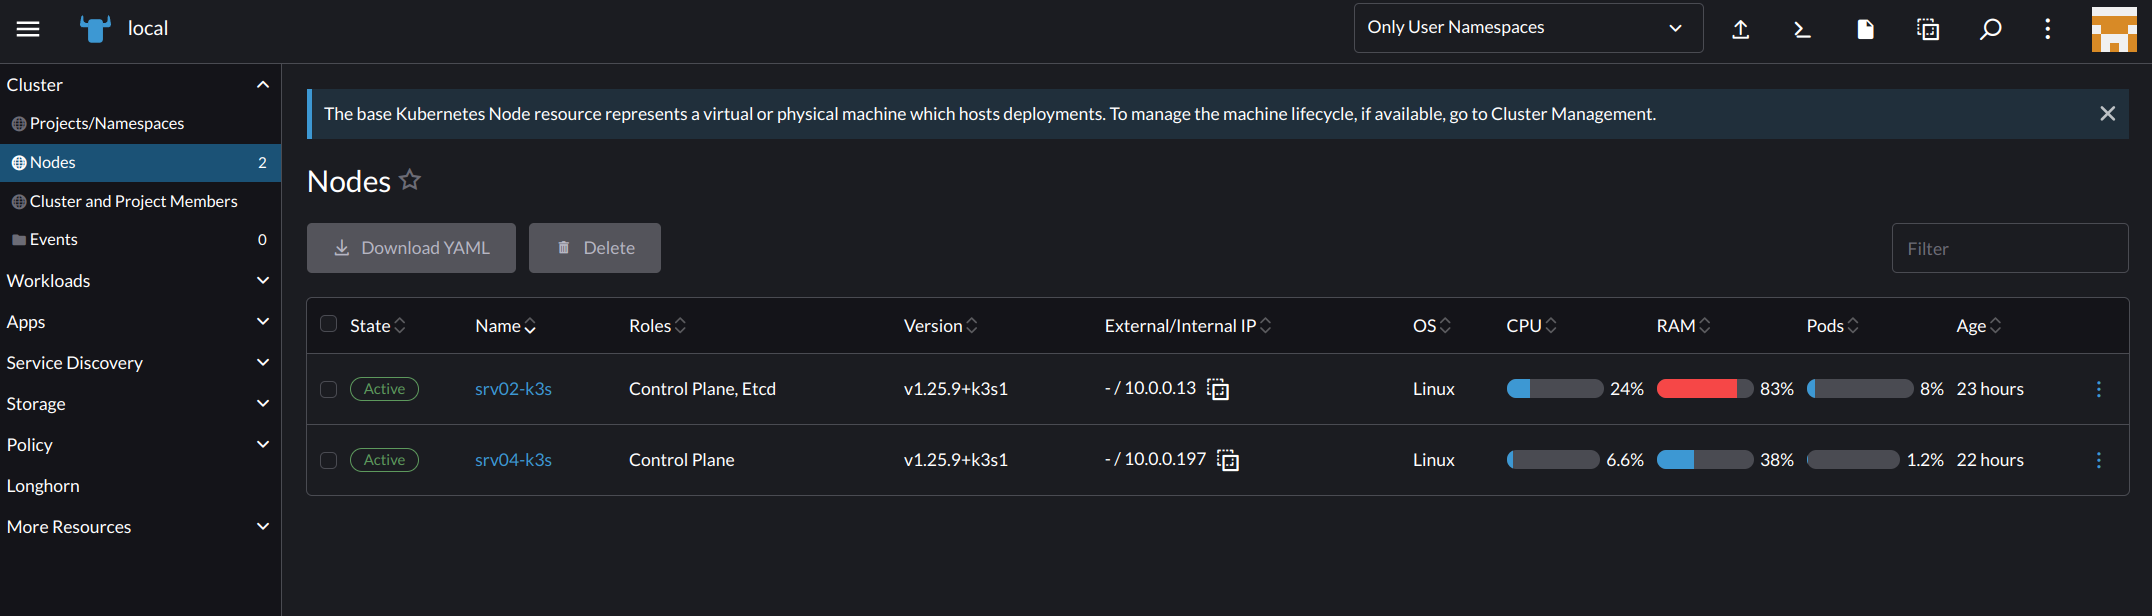 local
Only User Namespaces
Cluster
Projects/Namespaces
Nodes 2
Cluster and Project Members
Events 0
Workloads
Apps
Service Discovery
Storage
Policy
Longhorn
More Resources
The base Kubernetes Node resource represents a virtual or physical machine which hosts deployments. To manage the machine lifecycle, if available, go to Cluster Management.
Nodes
Download YAML Delete Filter
State Name Roles Version External/Internal IP OS CPU RAM Pods Age
Active srv02-k3s Control Plane, Etcd v1.25.9+k3s1 - / 10.0.0.13 Linux 24% 83% 8% 23 hours
Active srv04-k3s Control Plane v1.25.9+k3s1 - / 10.0.0.197 Linux 6.6% 38% 1.2% 22 hours